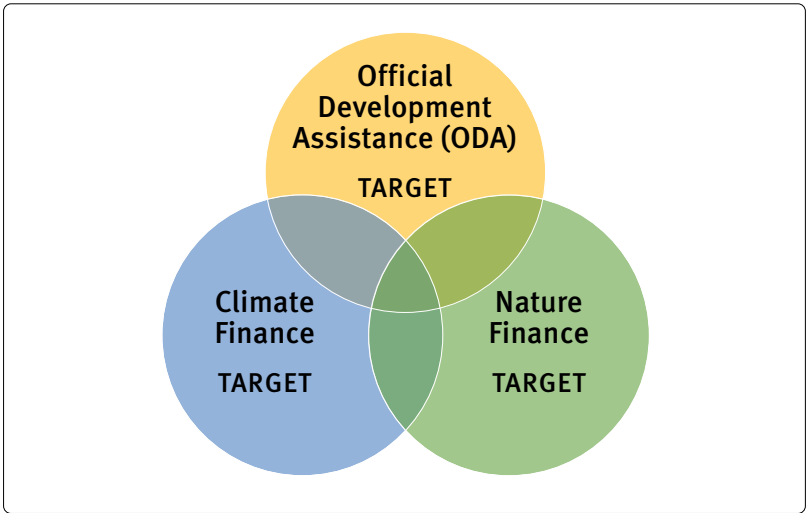 Official
Development
Assistance (ODA)
TARGET
Climate
Finance
TARGET
Nature
Finance
TARGET